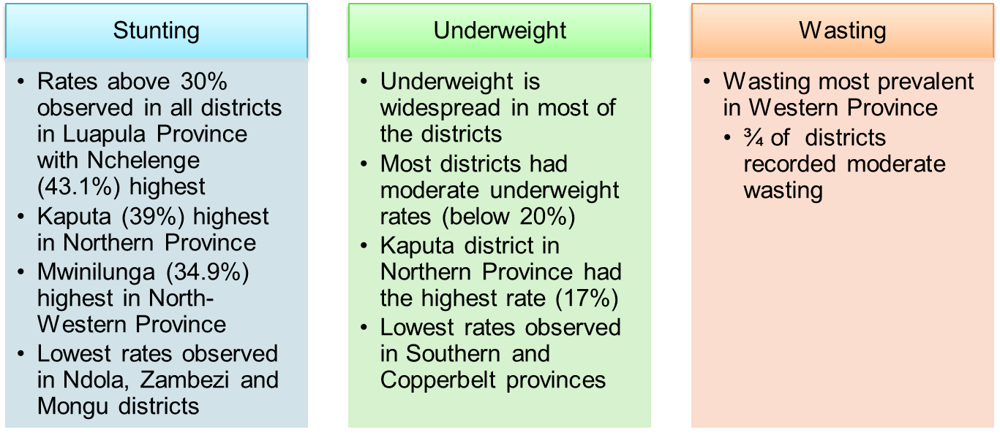 Stunting
• Rates above 30%
observed in all districts
in Luapula Province
with Nchelenge
(43.1%) highest
• Kaputa (39%) highest
in Northern Province
• Mwinilunga (34.9%)
highest in North-
Western Province
• Lowest rates observed
in Ndola, Zambezi and
Mongu districts
Underweight
• Underweight is
widespread in most of
the districts
• Most districts had
moderate underweight
rates (below 20%)
• Kaputa district in
Northern Province had
the highest rate (17%)
• Lowest rates observed
in Southern and
Copperbelt provinces
Wasting
• Wasting most prevalent
in Western Province
• ¾ of districts
recorded moderate
wasting